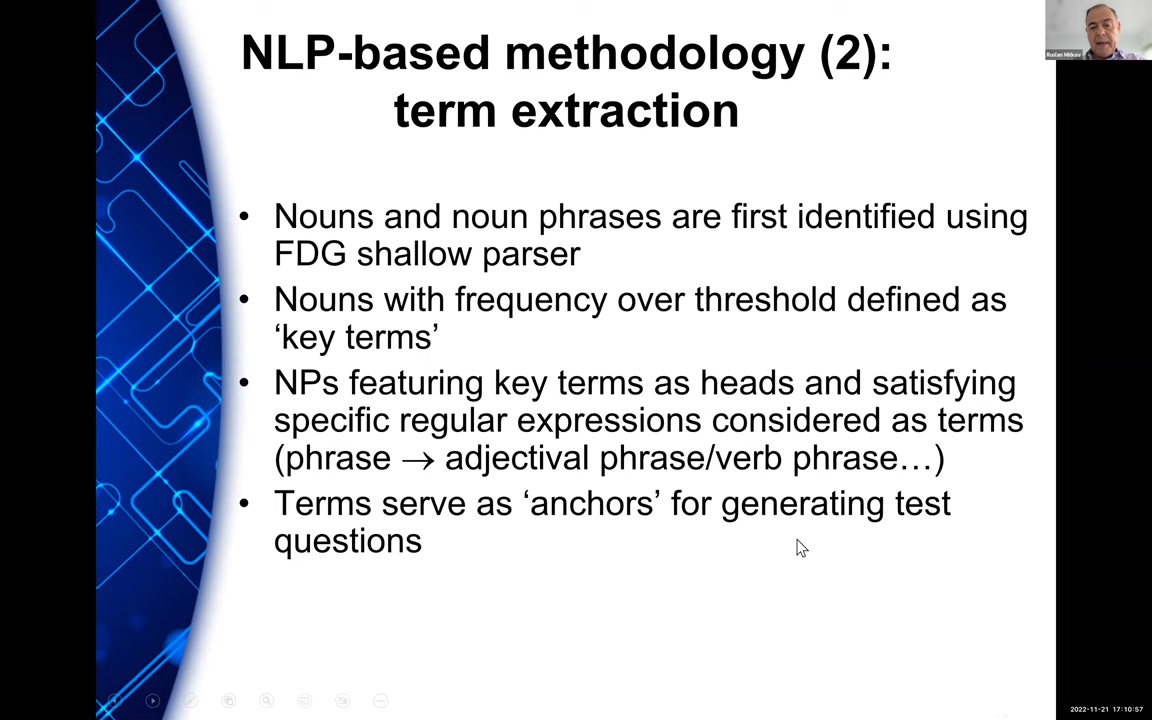 NLP-based methodology (2):
term extraction
Ruslan Mitkov
• Nouns and noun phrases are first identified using
FDG shallow parser
• Nouns with frequency over threshold defined as
‘key terms’
• NPs featuring key terms as heads and satisfying
specific regular expressions considered as terms
(phrase → adjectival phrase/verb phrase…)
• Terms serve as ‘anchors’ for generating test
questions
2022-11-21 17:10:57